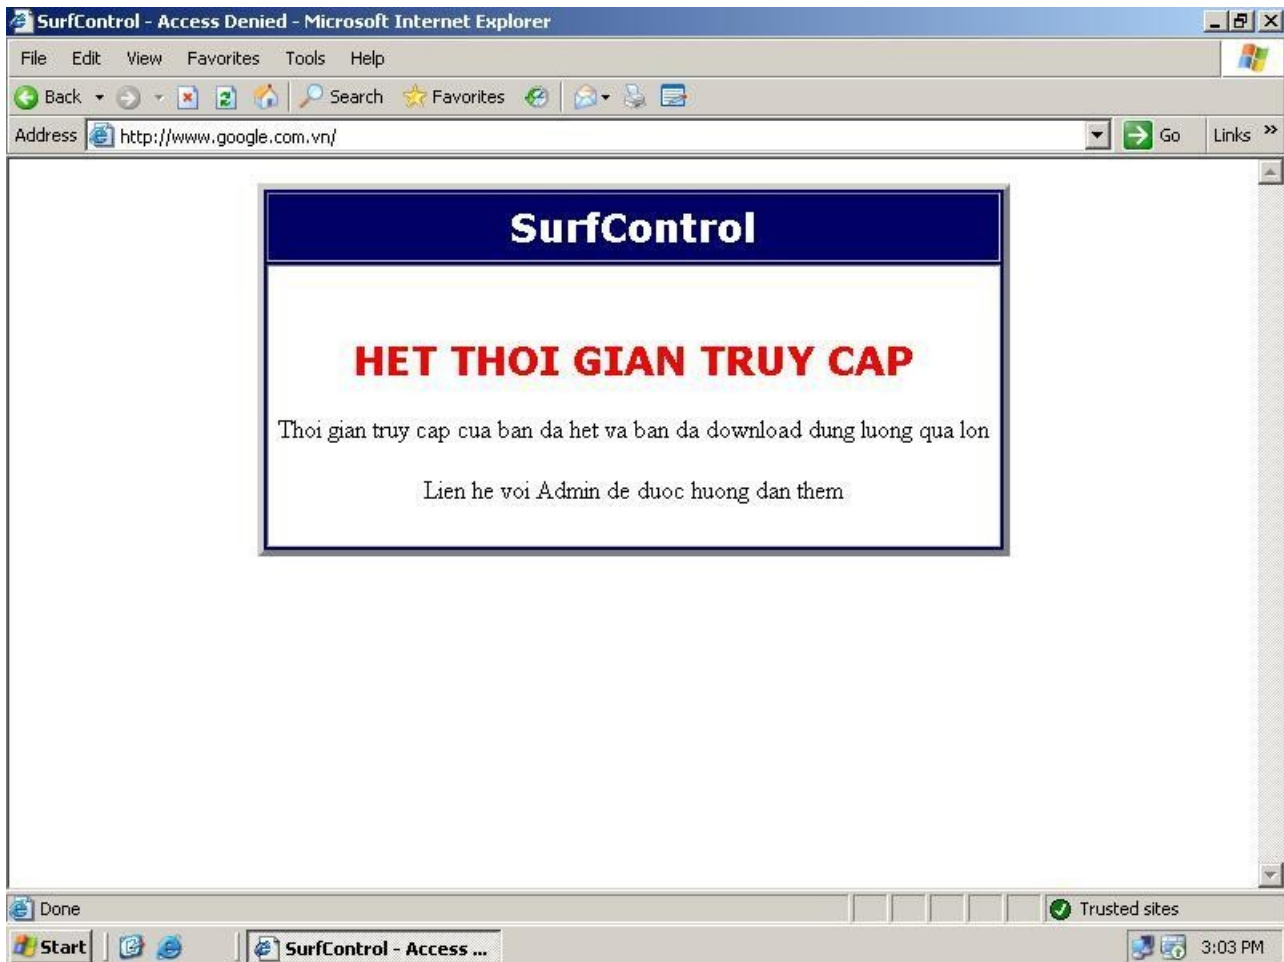 SurfControl - Access Denied - Microsoft Internet Explorer
File Edit View Favorites Tools Help
Back Search Favorites
Address http://www.google.com.vn/ Go Links »
SurfControl
HET THOI GIAN TRUY CAP
Thoi gian truy cap cua ban da het va ban da download dung luong qua lon
Lien he voi Admin de duoc huong dan them
Done Trusted sites
Start SurfControl - Access ... 3:03 PM